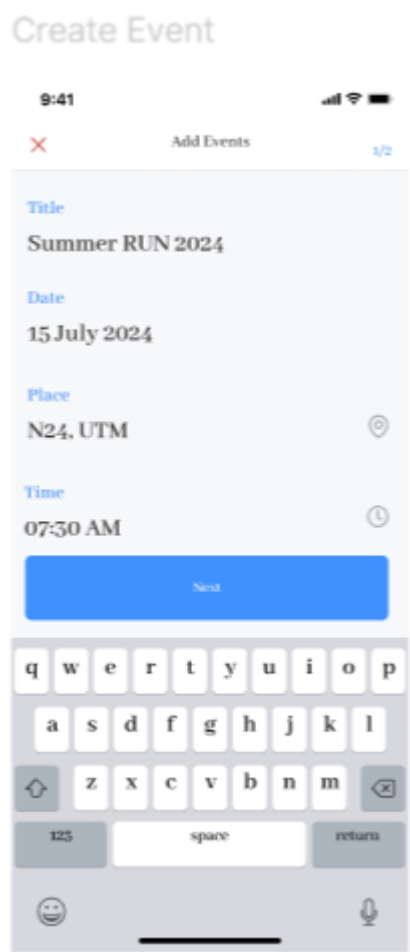 Create Event
9:41
Add Events
1/2
Title
Summer RUN 2024
Date
15 July 2024
Place
N24, UTM
Time
07:30 AM
Next
q w e r t y u i o p
a s d f g h j k l
z x c v b n m
123 space return